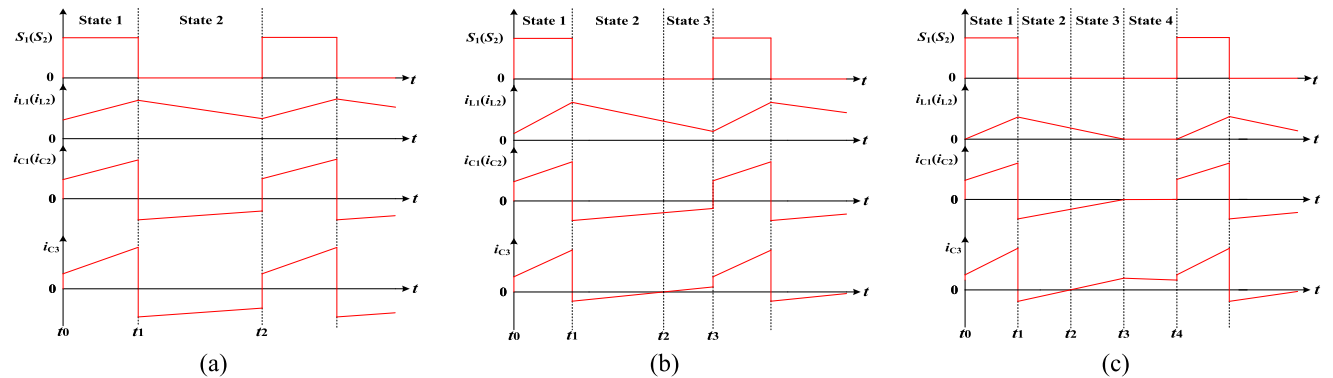 State 1 State 2
S1(S2)
0
t
iL1(iL2)
0
t
iC1(iC2)
0
t
iC3
0
t
t0 t1 t2
(a)
State 1 State 2 State 3
S1(S2)
0
t
iL1(iL2)
0
t
iC1(iC2)
0
t
iC3
0
t
t0 t1 t2 t3
(b)
State 1 State 2 State 3 State 4
S1(S2)
0
t
iL1(iL2)
0
t
iC1(iC2)
0
t
iC3
0
t
t0 t1 t2 t3 t4
(c)